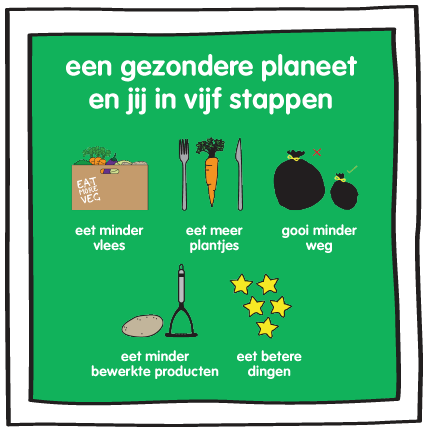 een gezondere planeet
en jij in vijf stappen
EAT
MORE
VEG
eet minder
vlees
eet meer
plantjes
gooi minder
weg
eet minder
bewerkte producten
eet betere
dingen